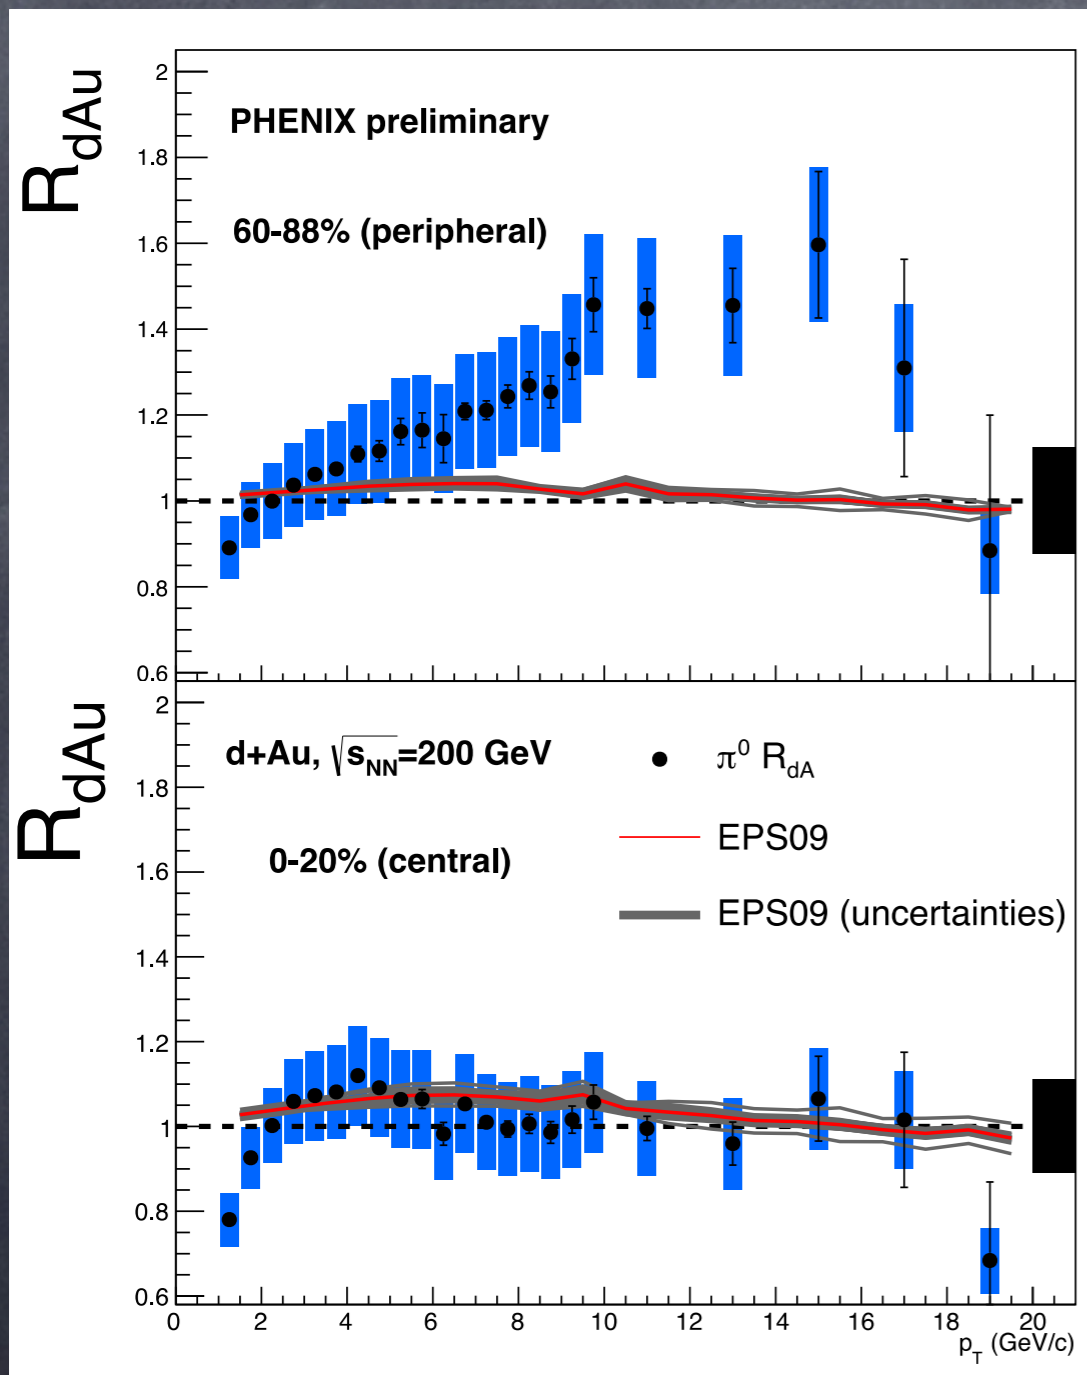 R_dAu
2
1.8
1.6
1.4
1.2
1
0.8
0.6
PHENIX preliminary
60-88% (peripheral)
R_dAu
2
1.8
1.6
1.4
1.2
1
0.8
0.6
d+Au, √s_NN=200 GeV
0-20% (central)
π⁰ R_dA
EPS09
EPS09 (uncertainties)
0 2 4 6 8 10 12 14 16 18 20
p_T (GeV/c)